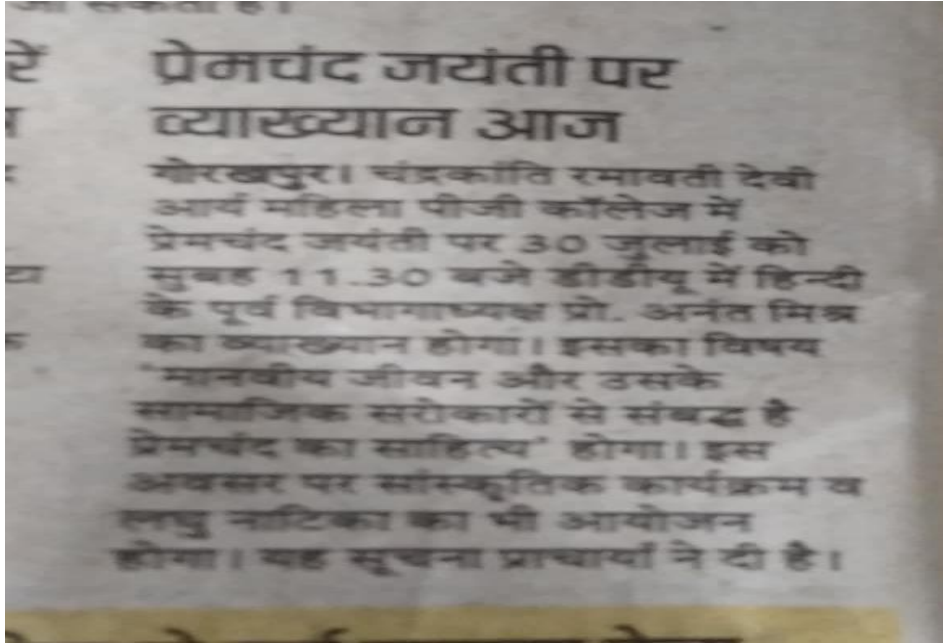 जा सकता है।
प्रेमचंद जयंती पर
व्याख्यान आज
गोरखपुर। चंद्रकांति रमावती देवी
आर्य महिला पीजी कॉलेज में
प्रेमचंद जयंती पर 30 जुलाई को
सुबह 11.30 बजे डीडीयू में हिन्दी
के पूर्व विभागाध्यक्ष प्रो. अनंत मिश्र
का व्याख्यान होगा। इसका विषय
'मानवीय जीवन और उसके
सामाजिक सरोकारों से संबद्ध है
प्रेमचंद का साहित्य' होगा। इस
अवसर पर सांस्कृतिक कार्यक्रम व
लघु नाटिका का भी आयोजन
होगा। यह सूचना प्राचार्या ने दी है।